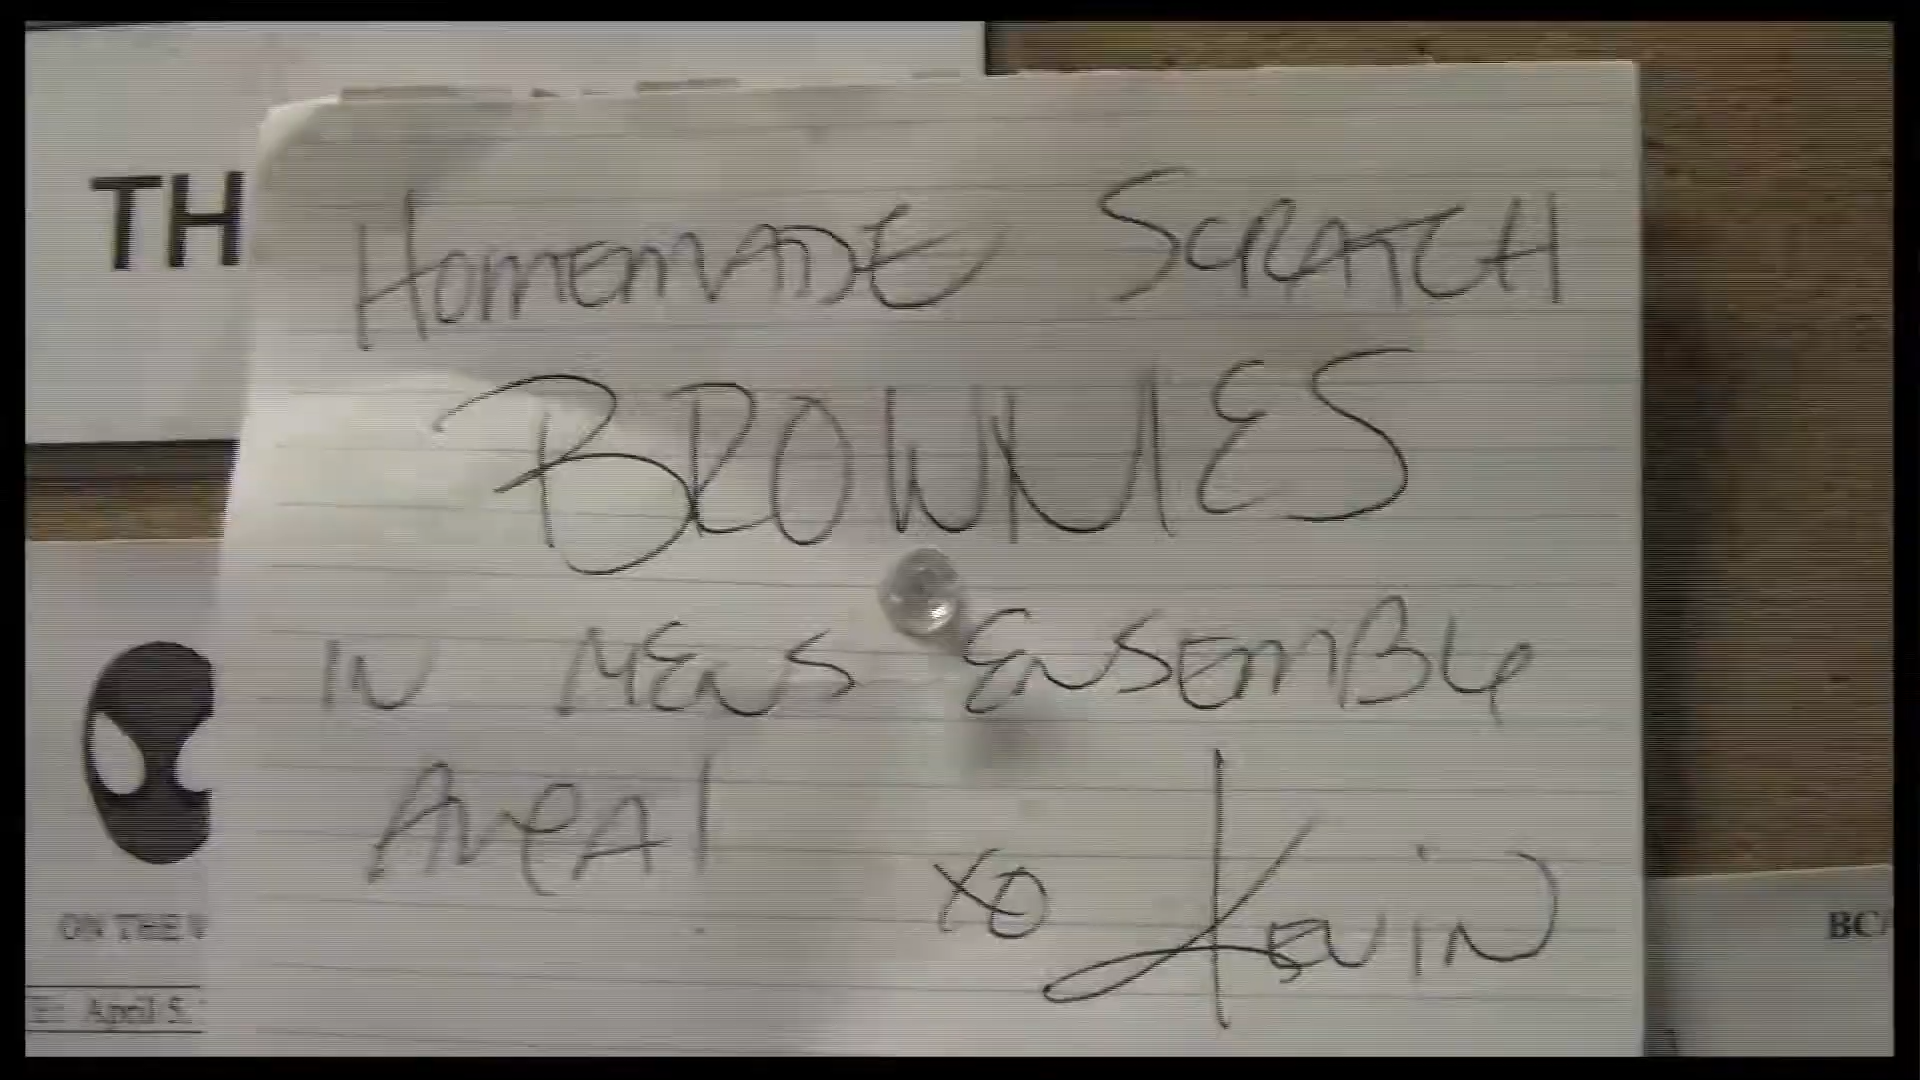 TH
HOMEMADE SCRATCH
BROWNIES
IN MENS ENSEMBLE
AREA!
XO KEVIN
ON THE
April 5,
BC